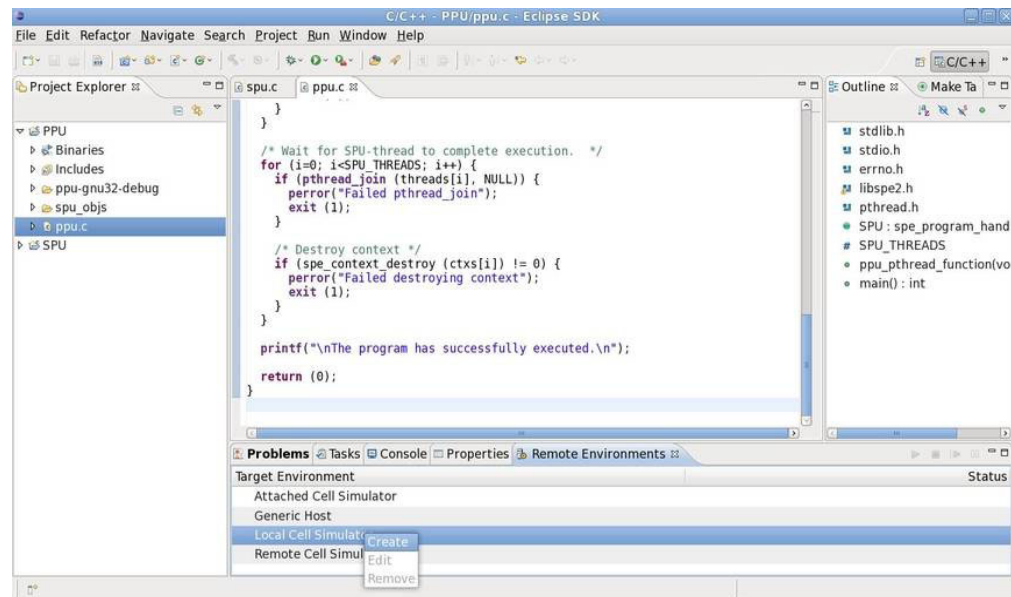 C/C++ - PPU/ppu.c - Eclipse SDK
File Edit Refactor Navigate Search Project Run Window Help
C/C++ »
Project Explorer
PPU
Binaries
Includes
ppu-gnu32-debug
spu_objs
ppu.c
SPU
spu.c ppu.c
}
}
/* Wait for SPU-thread to complete execution. */
for (i=0; i<SPU_THREADS; i++) {
if (pthread_join (threads[i], NULL)) {
perror("Failed pthread_join");
exit (1);
}
/* Destroy context */
if (spe_context_destroy (ctxs[i]) != 0) {
perror("Failed destroying context");
exit (1);
}
}
printf("\nThe program has successfully executed.\n");
return (0);
}
Outline Make Ta
stdlib.h
stdio.h
errno.h
libspe2.h
pthread.h
SPU : spe_program_hand
# SPU_THREADS
ppu_pthread_function(vo
main() : int
Problems Tasks Console Properties Remote Environments
Target Environment Status
Attached Cell Simulator
Generic Host
Local Cell Simulato
Remote Cell Simul
Create
Edit
Remove